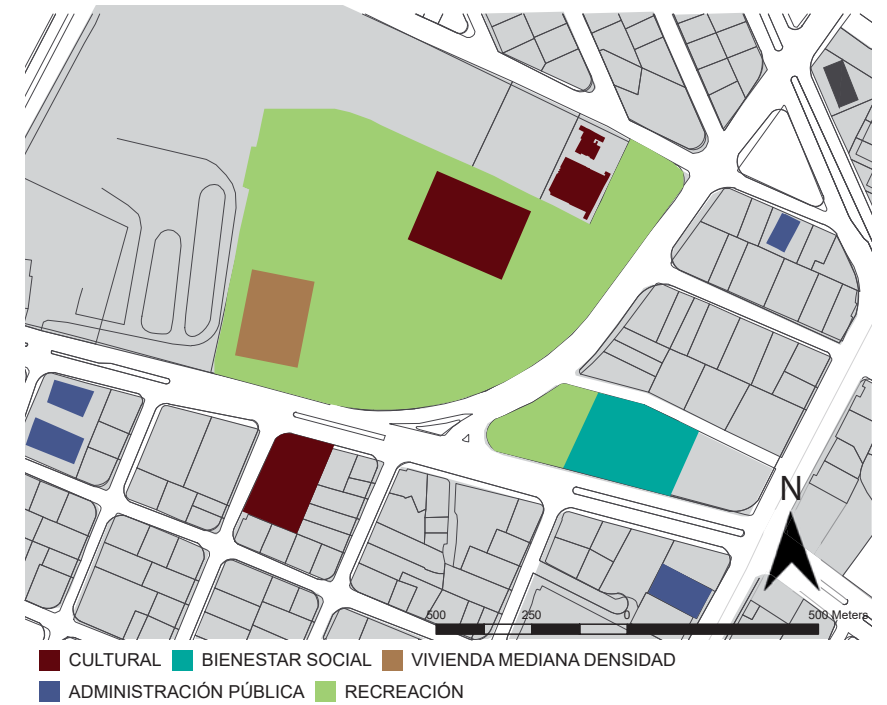 N
500 250 0 500 Meters
CULTURAL BIENESTAR SOCIAL VIVIENDA MEDIANA DENSIDAD
ADMINISTRACIÓN PÚBLICA RECREACIÓN